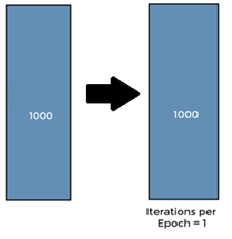 1000
1000
Iterations per
Epoch = 1